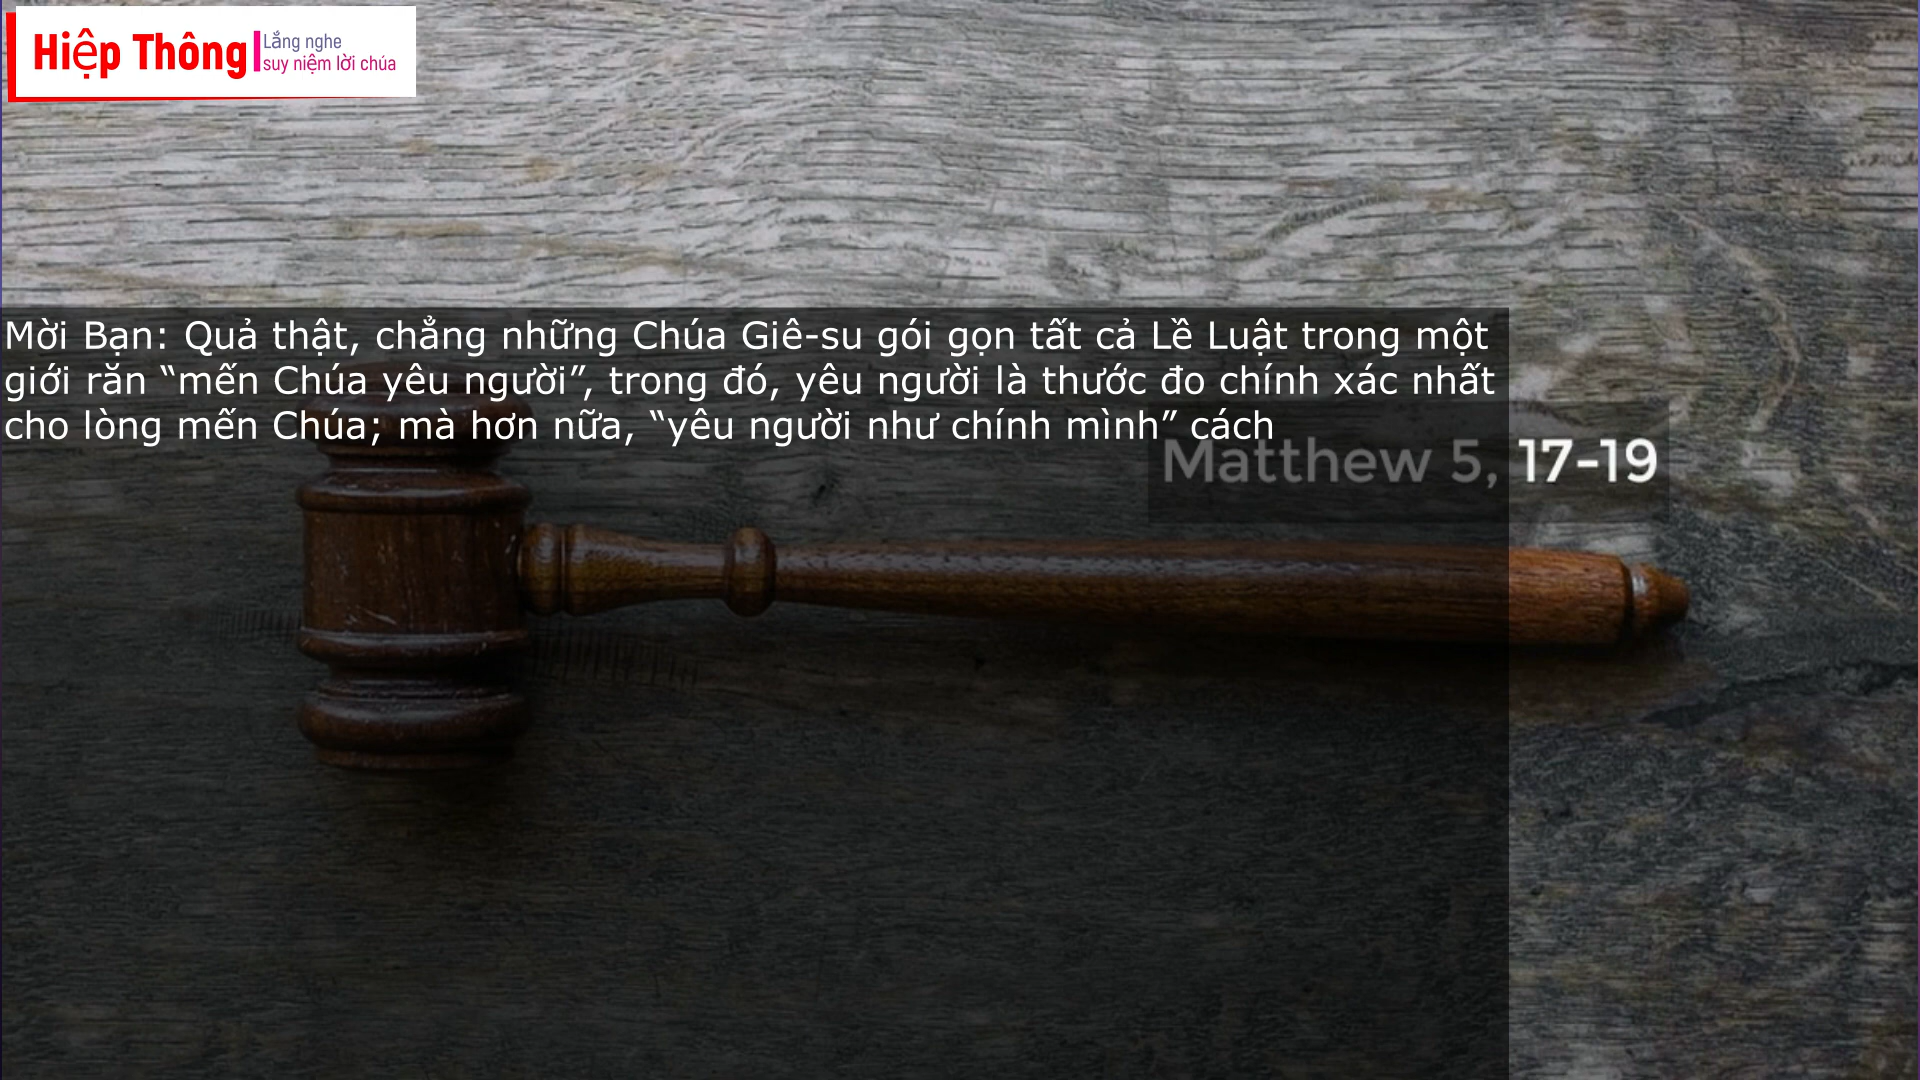 Hiệp Thông
Lắng nghe
suy niệm lời chúa
Mời Bạn: Quả thật, chẳng những Chúa Giê-su gói gọn tất cả Lề Luật trong một
giới răn “mến Chúa yêu người”, trong đó, yêu người là thước đo chính xác nhất
cho lòng mến Chúa; mà hơn nữa, “yêu người như chính mình” cách
Matthew 5, 17-19